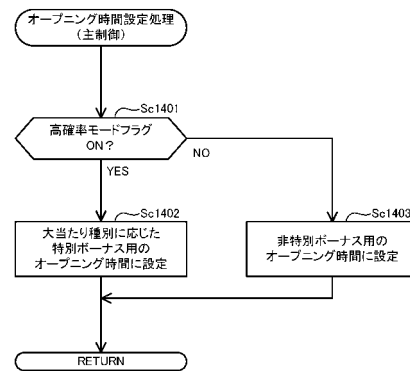 オープニング時間設定処理
(主制御)
Sc1401
高確率モードフラグ
ON?
NO
YES
Sc1402
大当たり種別に応じた
特別ボーナス用の
オープニング時間に設定
Sc1403
非特別ボーナス用の
オープニング時間に設定
RETURN